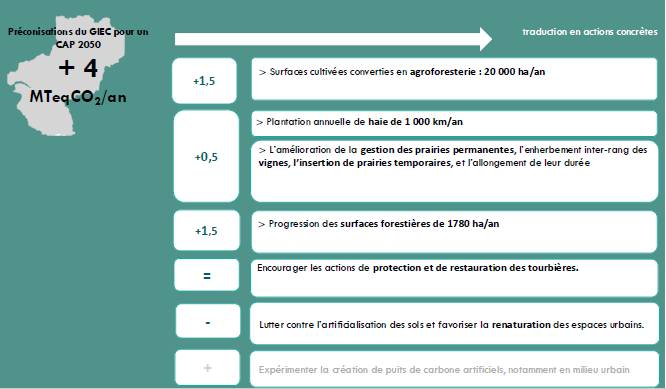 Préconisations du GIEC pour un
CAP 2050
+ 4
MTeqCO2/an
traduction en actions concrètes
+1,5
> Surfaces cultivées converties en agroforesterie : 20 000 ha/an
+0,5
> Plantation annuelle de haie de 1 000 km/an
> L'amélioration de la gestion des prairies permanentes, l'enherbement inter-rang des
vignes, l'insertion de prairies temporaires, et l'allongement de leur durée
+1,5
> Progression des surfaces forestières de 1780 ha/an
=
Encourager les actions de protection et de restauration des tourbières.
-
Lutter contre l'artificialisation des sols et favoriser la renaturation des espaces urbains.
+
Expérimenter la création de puits de carbone artificiels, notamment en milieu urbain